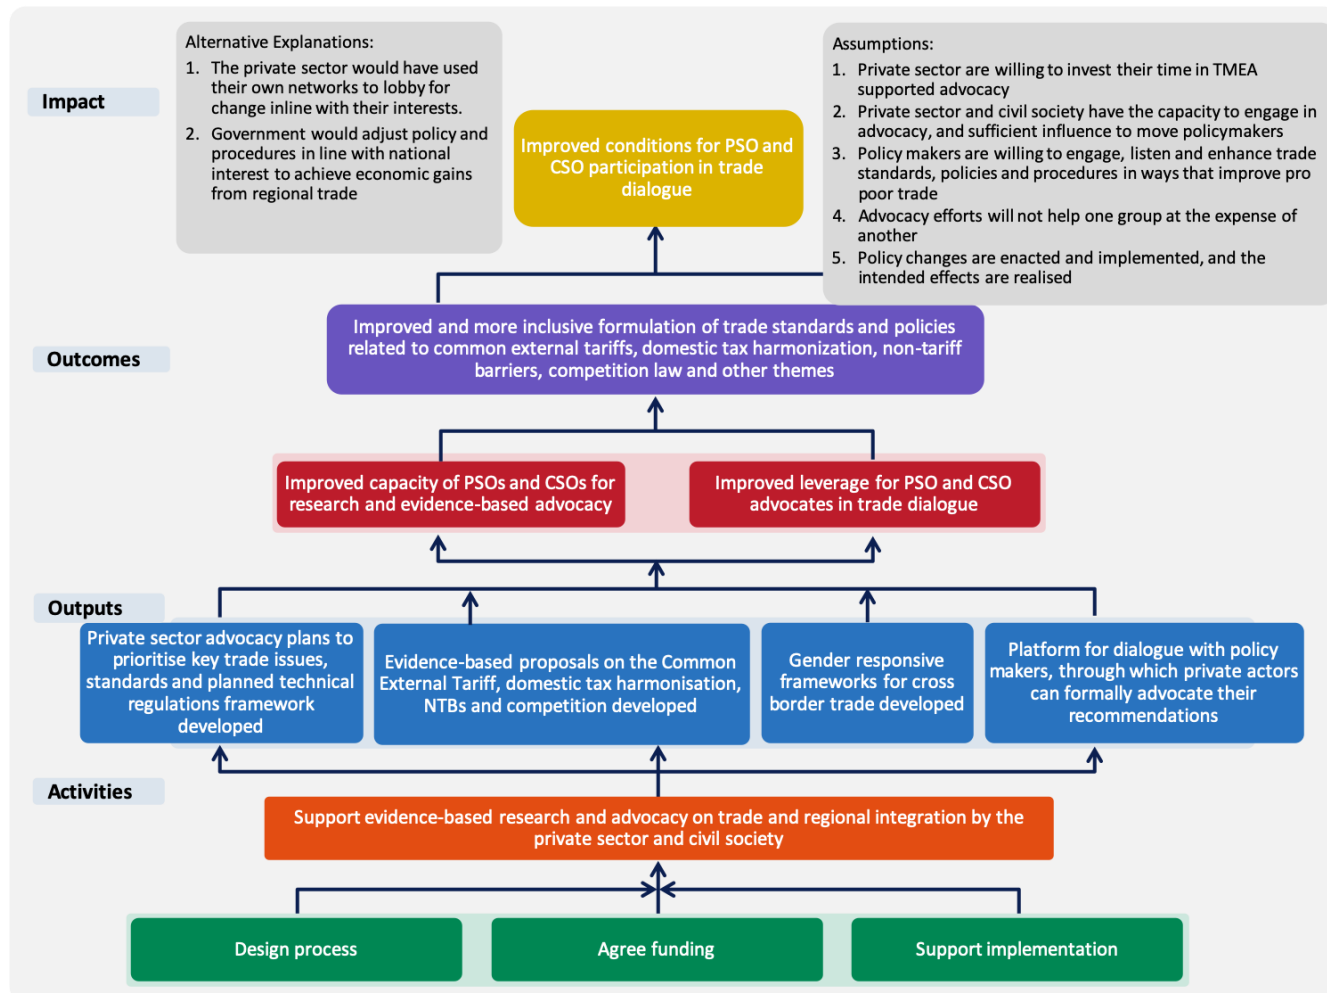 Alternative Explanations:
1. The private sector would have used
their own networks to lobby for
change inline with their interests.
2. Government would adjust policy and
procedures in line with national
interest to achieve economic gains
from regional trade
Assumptions:
1. Private sector are willing to invest their time in TMEA
supported advocacy
2. Private sector and civil society have the capacity to engage in
advocacy, and sufficient influence to move policymakers
3. Policy makers are willing to engage, listen and enhance trade
standards, policies and procedures in ways that improve pro
poor trade
4. Advocacy efforts will not help one group at the expense of
another
5. Policy changes are enacted and implemented, and the
intended effects are realised
Impact
Improved conditions for PSO and
CSO participation in trade
dialogue
Outcomes
Improved and more inclusive formulation of trade standards and policies
related to common external tariffs, domestic tax harmonization, non-tariff
barriers, competition law and other themes
Improved capacity of PSOs and CSOs for
research and evidence-based advocacy
Improved leverage for PSO and CSO
advocates in trade dialogue
Outputs
Private sector advocacy plans to
prioritise key trade issues,
standards and planned technical
regulations framework
developed
Evidence-based proposals on the Common
External Tariff, domestic tax harmonisation,
NTBs and competition developed
Gender responsive
frameworks for cross
border trade developed
Platform for dialogue with policy
makers, through which private actors
can formally advocate their
recommendations
Activities
Support evidence-based research and advocacy on trade and regional integration by the
private sector and civil society
Design process
Agree funding
Support implementation